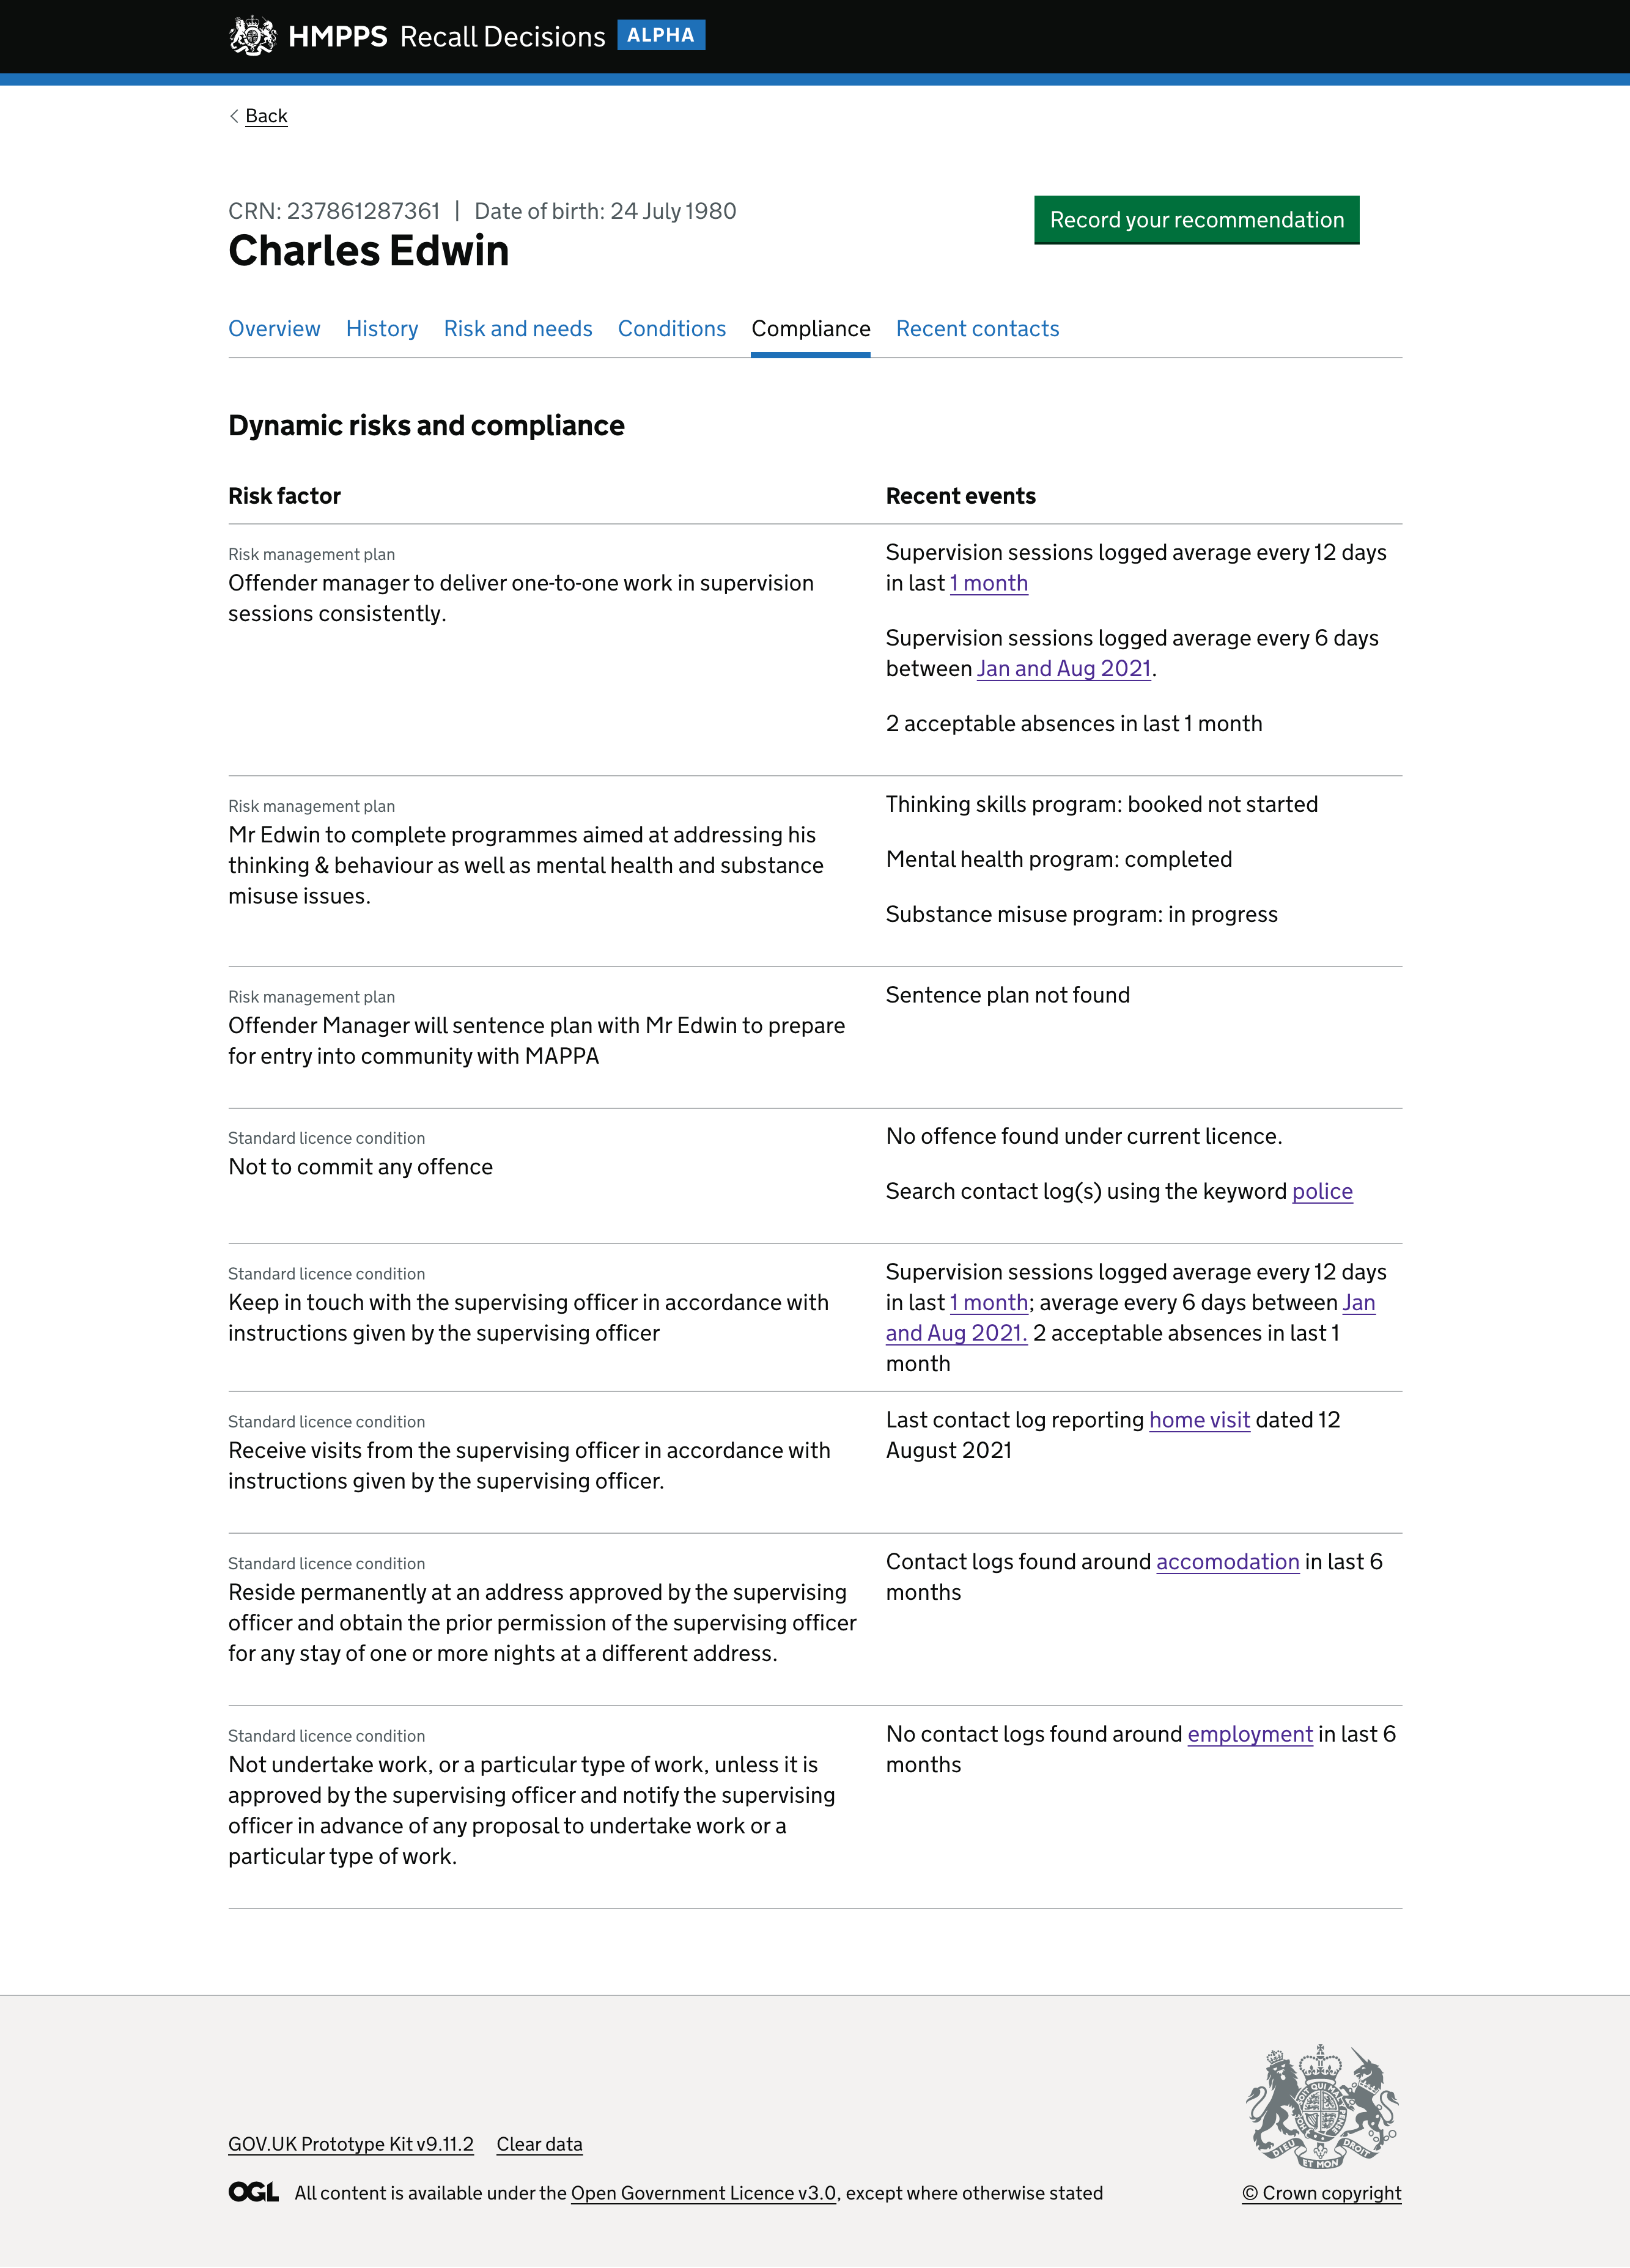 HMPPS Recall Decisions ALPHA
Back
CRN: 237861287361 | Date of birth: 24 July 1980
Charles Edwin
Record your recommendation
Overview History Risk and needs Conditions Compliance Recent contacts
Dynamic risks and compliance
Risk factor
Recent events
Risk management plan
Offender manager to deliver one-to-one work in supervision
sessions consistently.
Supervision sessions logged average every 12 days
in last 1 month
Supervision sessions logged average every 6 days
between Jan and Aug 2021.
2 acceptable absences in last 1 month
Risk management plan
Mr Edwin to complete programmes aimed at addressing his
thinking & behaviour as well as mental health and substance
misuse issues.
Thinking skills program: booked not started
Mental health program: completed
Substance misuse program: in progress
Risk management plan
Offender Manager will sentence plan with Mr Edwin to prepare
for entry into community with MAPPA
Sentence plan not found
Standard licence condition
Not to commit any offence
No offence found under current licence.
Search contact log(s) using the keyword police
Standard licence condition
Keep in touch with the supervising officer in accordance with
instructions given by the supervising officer
Supervision sessions logged average every 12 days
in last 1 month; average every 6 days between Jan
and Aug 2021. 2 acceptable absences in last 1
month
Standard licence condition
Receive visits from the supervising officer in accordance with
instructions given by the supervising officer.
Last contact log reporting home visit dated 12
August 2021
Standard licence condition
Reside permanently at an address approved by the supervising
officer and obtain the prior permission of the supervising officer
for any stay of one or more nights at a different address.
Contact logs found around accomodation in last 6
months
Standard licence condition
Not undertake work, or a particular type of work, unless it is
approved by the supervising officer and notify the supervising
officer in advance of any proposal to undertake work or a
particular type of work.
No contact logs found around employment in last 6
months
GOV.UK Prototype Kit v9.11.2 Clear data
OGL All content is available under the Open Government Licence v3.0, except where otherwise stated
DIEU ET MON DROIT
© Crown copyright